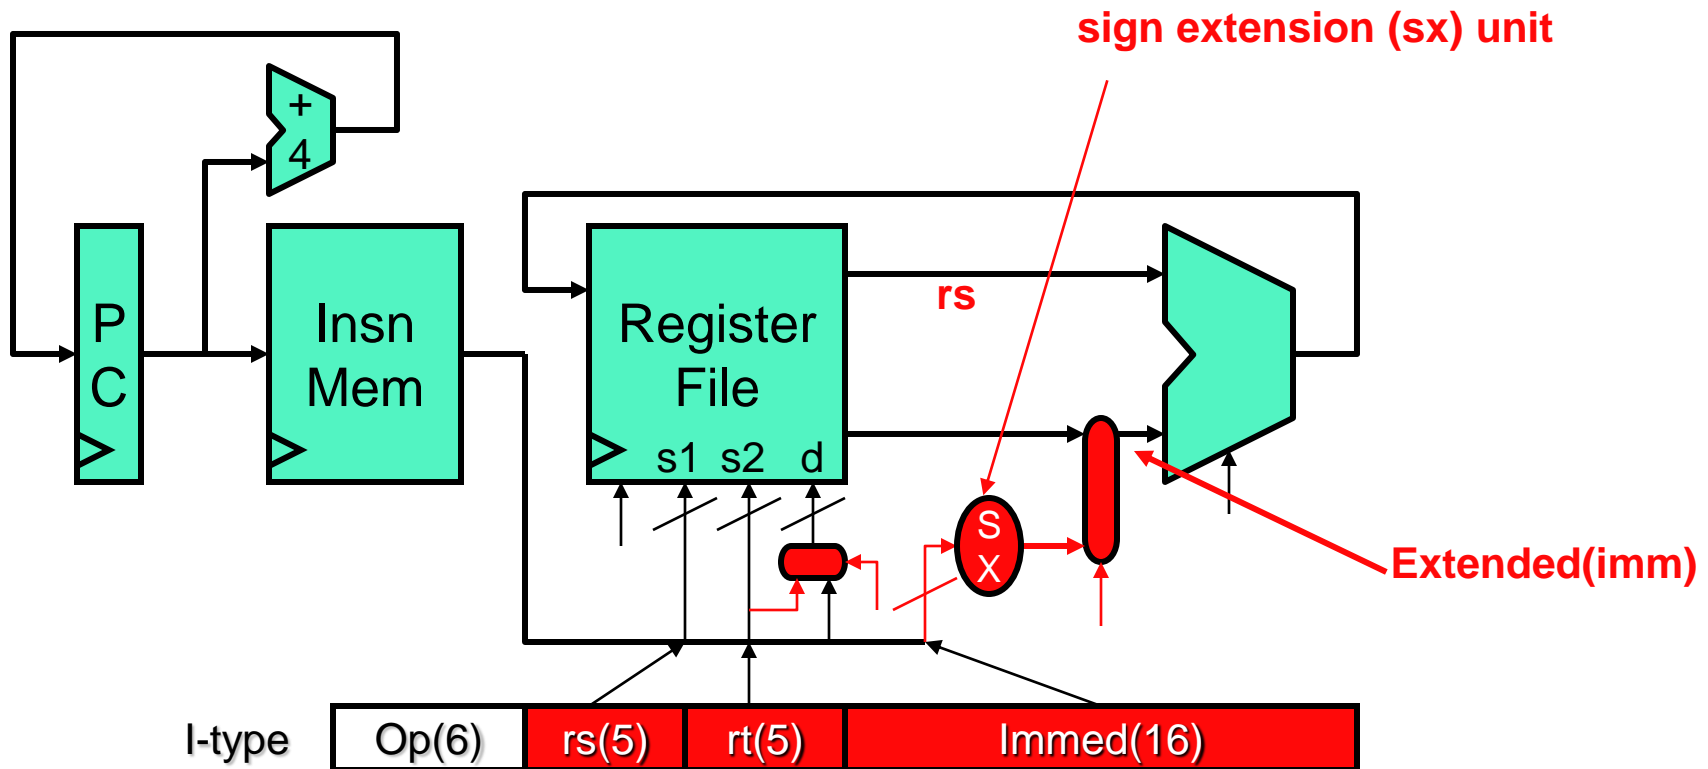 sign extension (sx) unit
+
4
P
C
Insn
Mem
Register
File
s1 s2 d
rs
S
X
Extended(imm)
I-type Op(6) rs(5) rt(5) Immed(16)